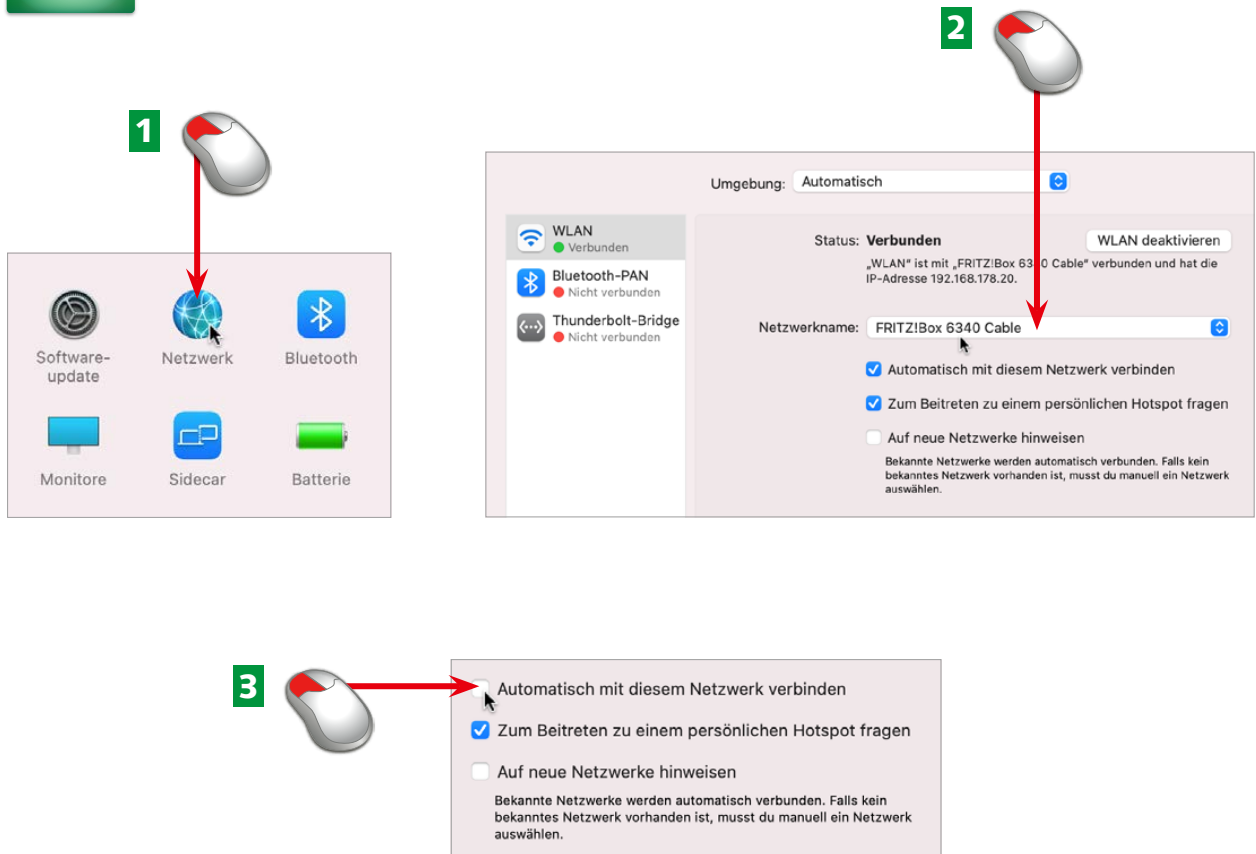 2
1
Software-
update
Netzwerk
Bluetooth
Monitore
Sidecar
Batterie
Umgebung: Automatisch
WLAN
Verbunden
Bluetooth-PAN
Nicht verbunden
Thunderbolt-Bridge
Nicht verbunden
Status: Verbunden
WLAN deaktivieren
„WLAN“ ist mit „FRITZ!Box 6340 Cable“ verbunden und hat die
IP-Adresse 192.168.178.20.
Netzwerkname: FRITZ!Box 6340 Cable
Automatisch mit diesem Netzwerk verbinden
Zum Beitreten zu einem persönlichen Hotspot fragen
Auf neue Netzwerke hinweisen
Bekannte Netzwerke werden automatisch verbunden. Falls kein
bekanntes Netzwerk vorhanden ist, musst du manuell ein Netzwerk
auswählen.
3
Automatisch mit diesem Netzwerk verbinden
Zum Beitreten zu einem persönlichen Hotspot fragen
Auf neue Netzwerke hinweisen
Bekannte Netzwerke werden automatisch verbunden. Falls kein
bekanntes Netzwerk vorhanden ist, musst du manuell ein Netzwerk
auswählen.